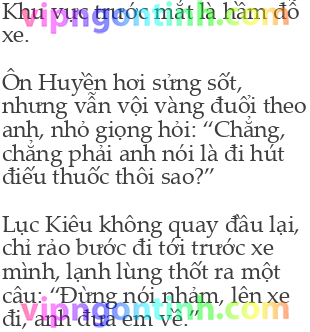 Khu vực trước mắt là hầm đỗ
xe.
Ôn Huyền hơi sửng sốt,
nhưng vẫn vội vàng đuổi theo
anh, nhỏ giọng hỏi: “Chẳng,
chẳng phải anh nói là đi hút
điếu thuốc thôi sao?”
Lục Kiêu không quay đầu lại,
chỉ rảo bước đi tới trước xe
mình, lạnh lùng thốt ra một
câu: “Đừng nói nhảm, lên xe
đi, anh đưa em về.”
vipngontinh.com
vipngontinh.com